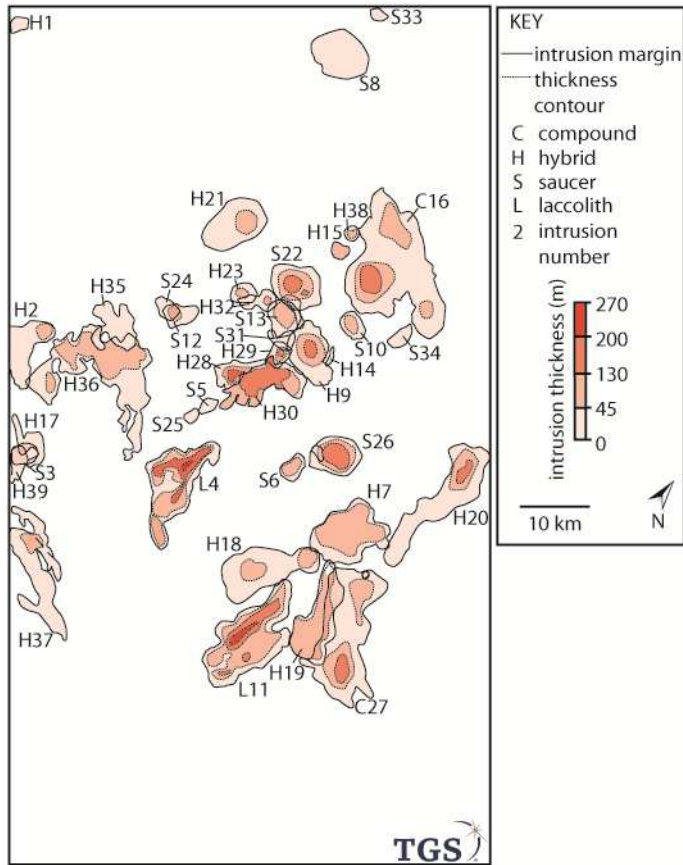 H1
S33
S8
H21
H38
C16
H15
S22
H23
S24
H32
S13
H35
H2
S12
S31
S10
S34
H29
H28
H14
H36
S5
H9
H30
S25
H17
S26
S3
S6
L4
H39
H7
H20
H18
H37
H19
L11
C27
TGS
KEY
intrusion margin
thickness
contour
C compound
H hybrid
S saucer
L laccolith
2 intrusion
number
intrusion thickness (m)
270
200
130
45
0
10 km
N